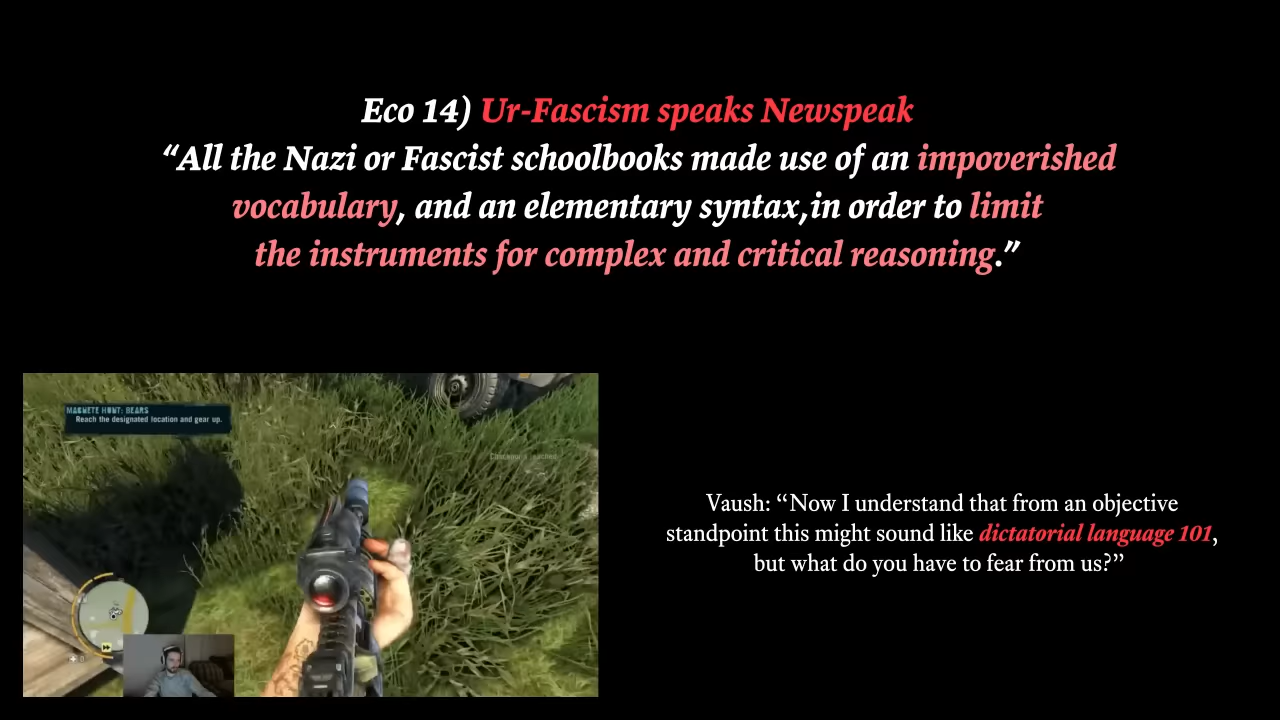 Eco 14) Ur-Fascism speaks Newspeak
“All the Nazi or Fascist schoolbooks made use of an impoverished
vocabulary, and an elementary syntax,in order to limit
the instruments for complex and critical reasoning.”
MACHETE HUNT: BEARS
Reach the designated location and gear up.
Vaush: “Now I understand that from an objective
standpoint this might sound like dictatorial language 101,
but what do you have to fear from us?”